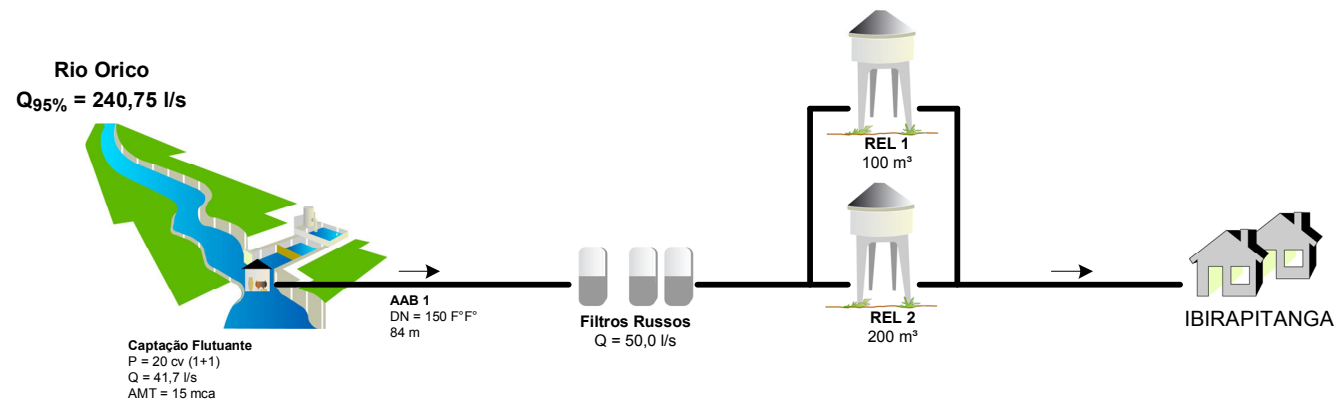 Rio Orico
Q95% = 240,75 l/s
Captação Flutuante
P = 20 cv (1+1)
Q = 41,7 l/s
AMT = 15 mca
AAB 1
DN = 150 F°F°
84 m
Filtros Russos
Q = 50,0 l/s
REL 1
100 m³
REL 2
200 m³
IBIRAPITANGA